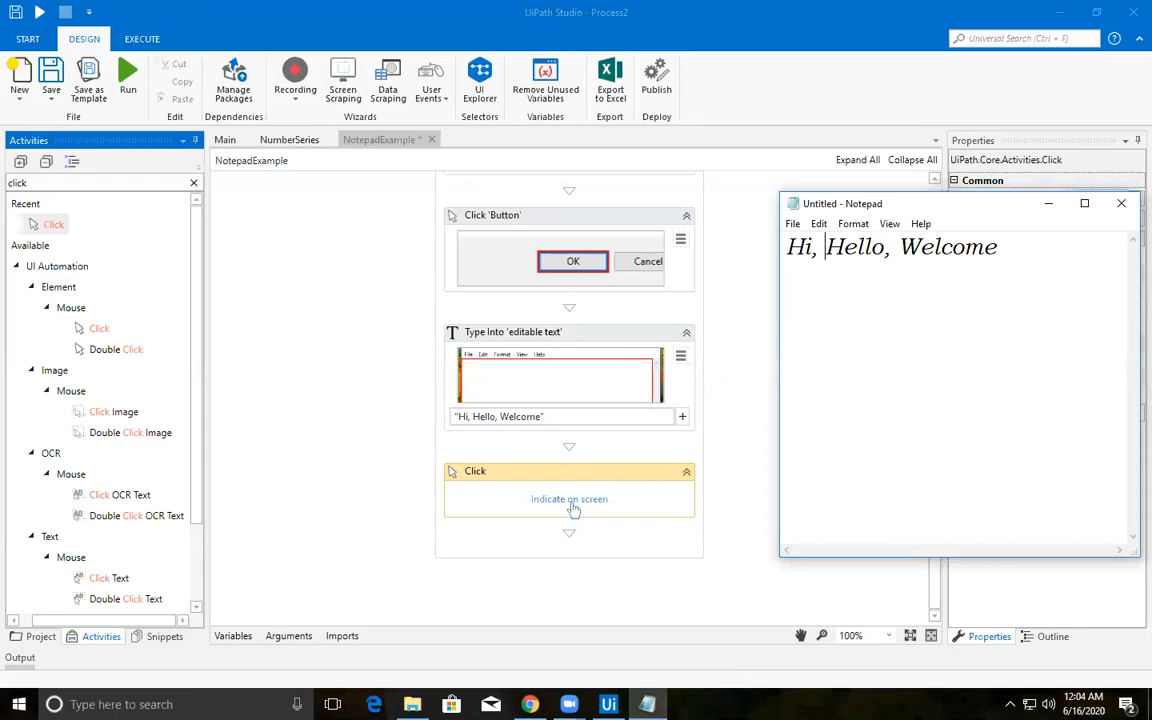 UiPath Studio - Process2
START DESIGN EXECUTE
Universal Search (Ctrl + F)
New Save Save as Template Run
Cut
Copy
Paste
Manage Packages Recording Screen Scraping Data Scraping User Events UI Explorer Remove Unused Variables Export to Excel Publish
File Edit Dependencies Wizards Selectors Variables Export Deploy
Activities
click
Recent
Click
Available
UI Automation
Element
Mouse
Click
Double Click
Image
Mouse
Click Image
Double Click Image
OCR
Mouse
Click OCR Text
Double Click OCR Text
Text
Mouse
Click Text
Double Click Text
Project Activities Snippets
Output
Main NumberSeries NotepadExample *
NotepadExample
Expand All Collapse All
Click 'Button'
OK Cancel
Type Into 'editable text'
File Edit Format View Help
"Hi, Hello, Welcome"
Click
Indicate on screen
Variables Arguments Imports
100%
Properties
UiPath.Core.Activities.Click
Common
Untitled - Notepad
File Edit Format View Help
Hi, Hello, Welcome
Properties Outline
Type here to search
Ui
12:04 AM
6/16/2020
2